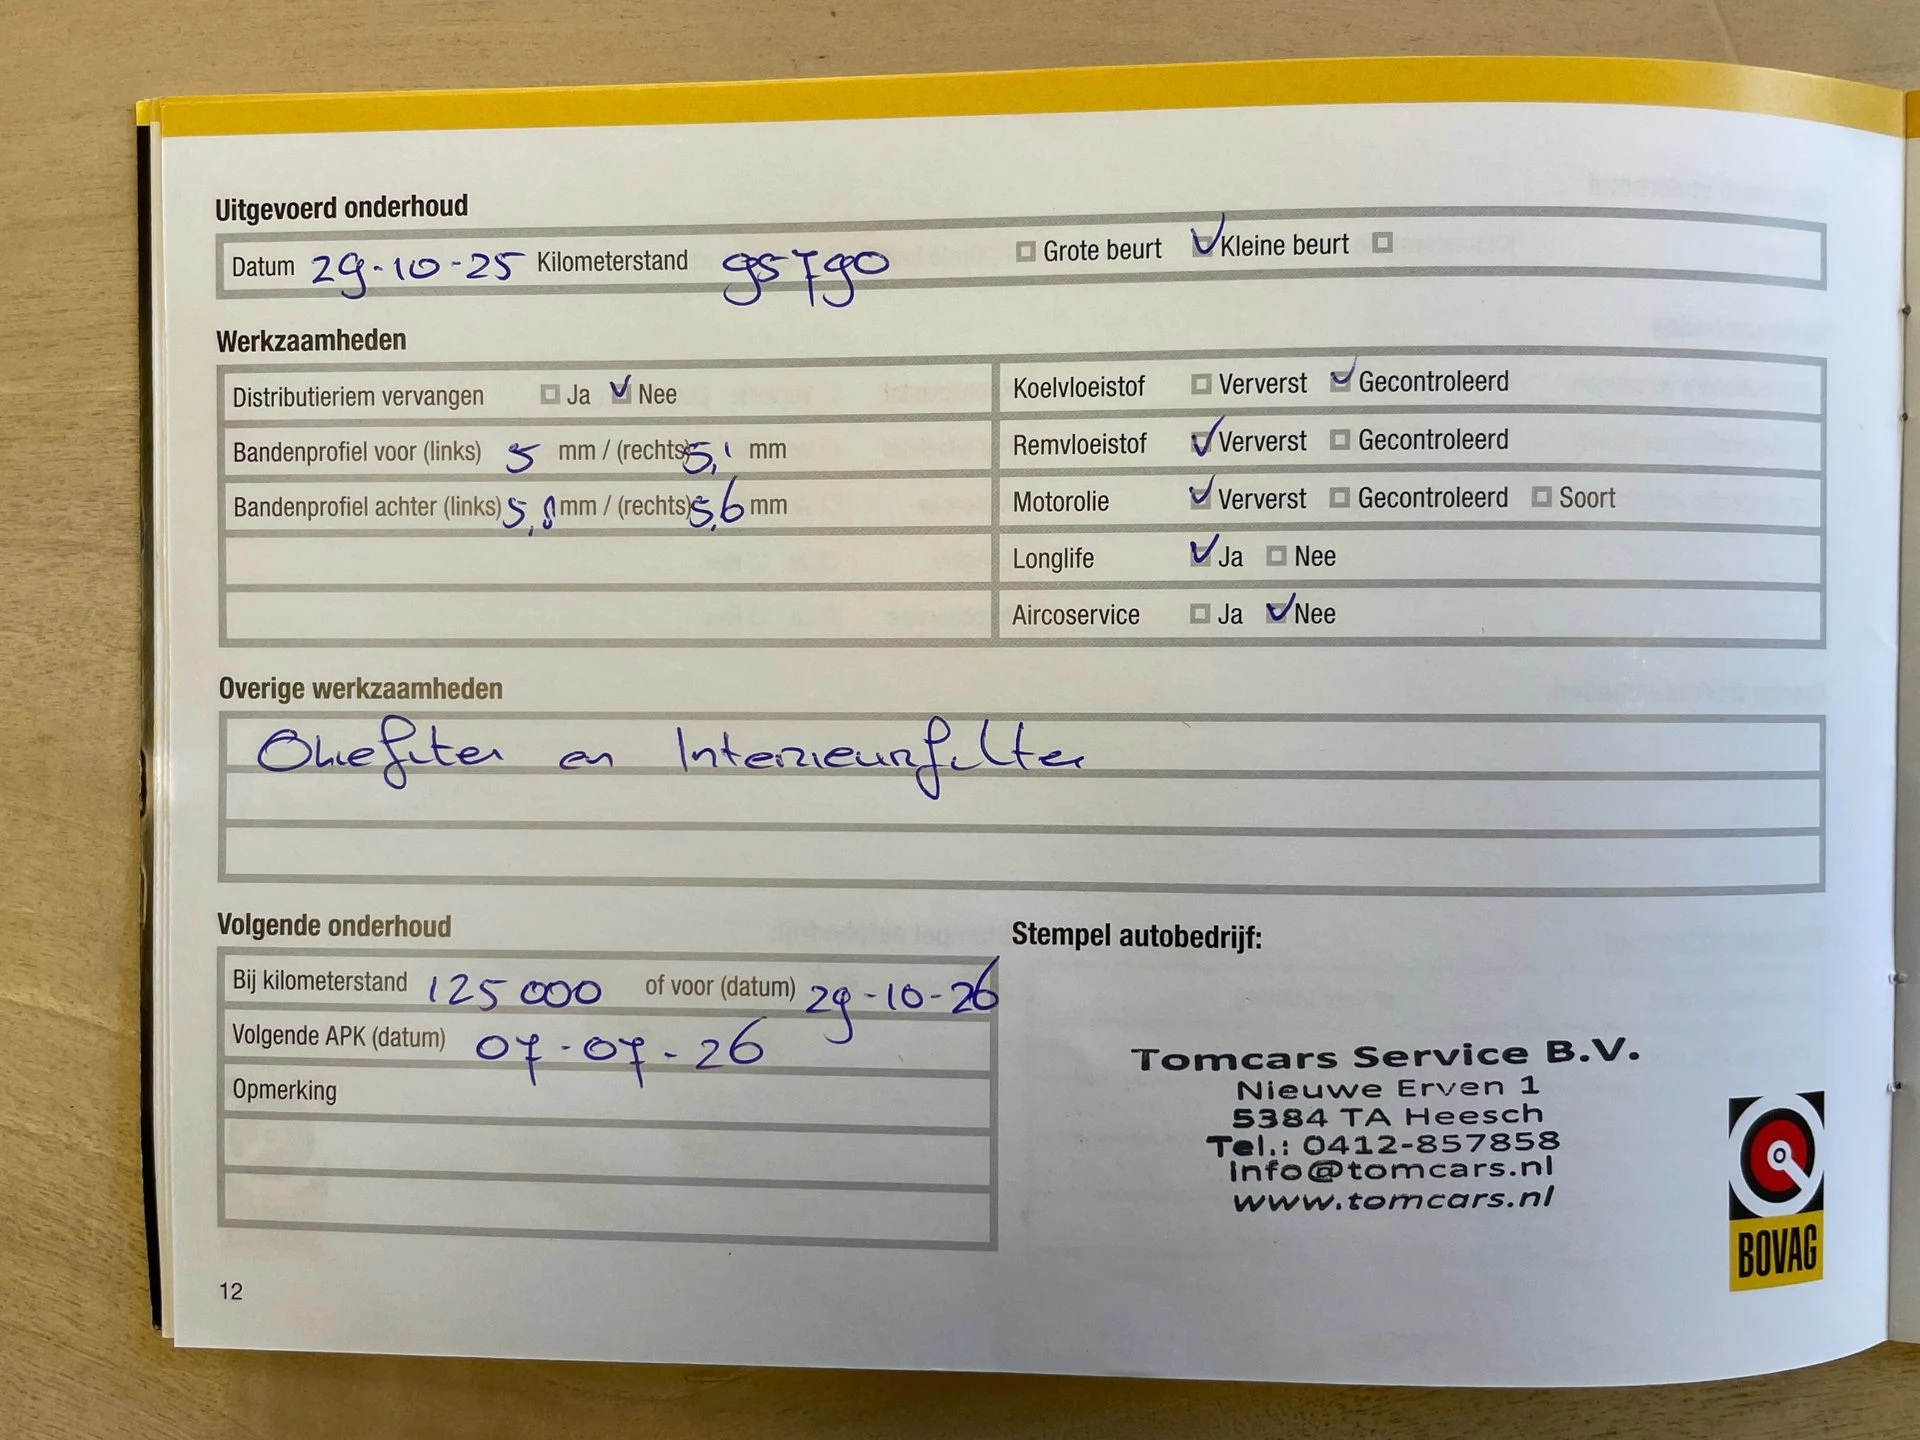 Uitgevoerd onderhoud
Datum 29-10-25 Kilometerstand 95790 Grote beurt Kleine beurt
Werkzaamheden
Distributieriem vervangen Ja Nee
Bandenprofiel voor (links) 5 mm / (rechts) 5,1 mm
Bandenprofiel achter (links) 5,8 mm / (rechts) 5,6 mm
Koelvloeistof Ververst Gecontroleerd
Remvloeistof Ververst Gecontroleerd
Motorolie Ververst Gecontroleerd Soort
Longlife Ja Nee
Aircoservice Ja Nee
Overige werkzaamheden
Oliefilter en Interieurfilter
Volgende onderhoud
Bij kilometerstand 125000 of voor (datum) 29-10-26
Volgende APK (datum) 07-07-26
Opmerking
Stempel autobedrijf:
Tomcars Service B.V.
Nieuwe Erven 1
5384 TA Heesch
Tel.: 0412-857858
info@tomcars.nl
www.tomcars.nl
BOVAG
12